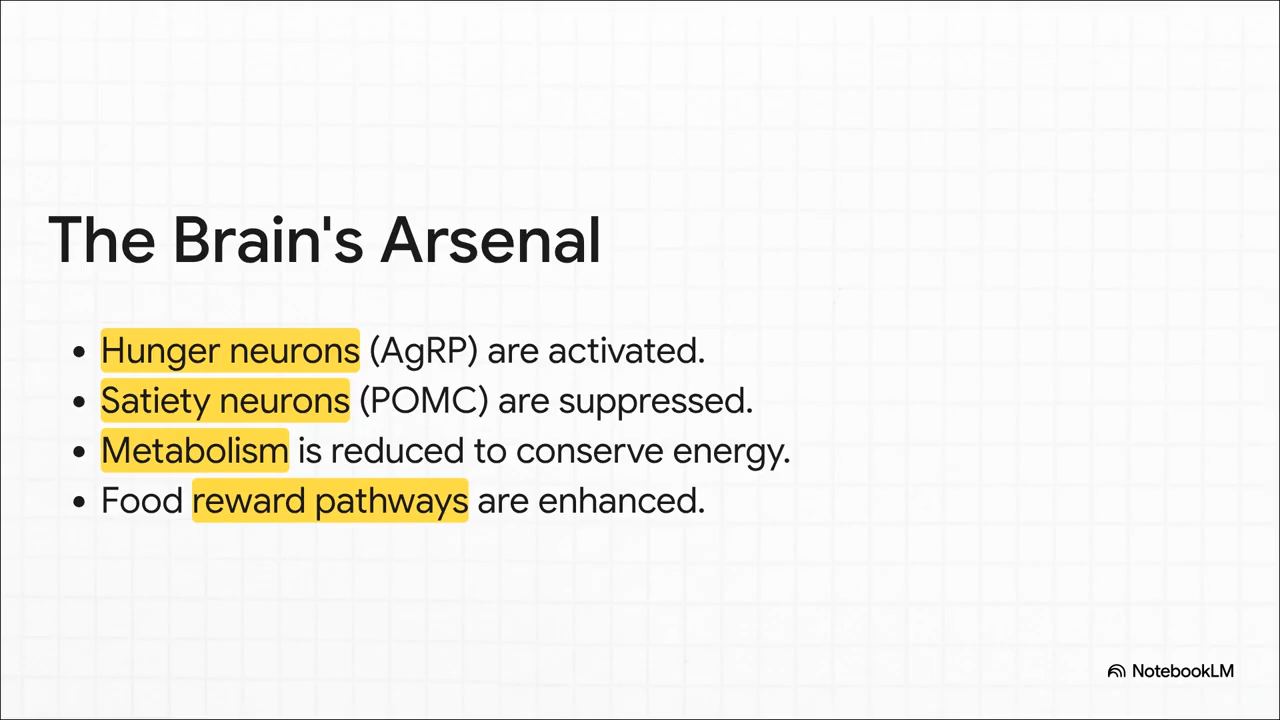 The Brain's Arsenal
• Hunger neurons (AgRP) are activated.
• Satiety neurons (POMC) are suppressed.
• Metabolism is reduced to conserve energy.
• Food reward pathways are enhanced.
NotebookLM